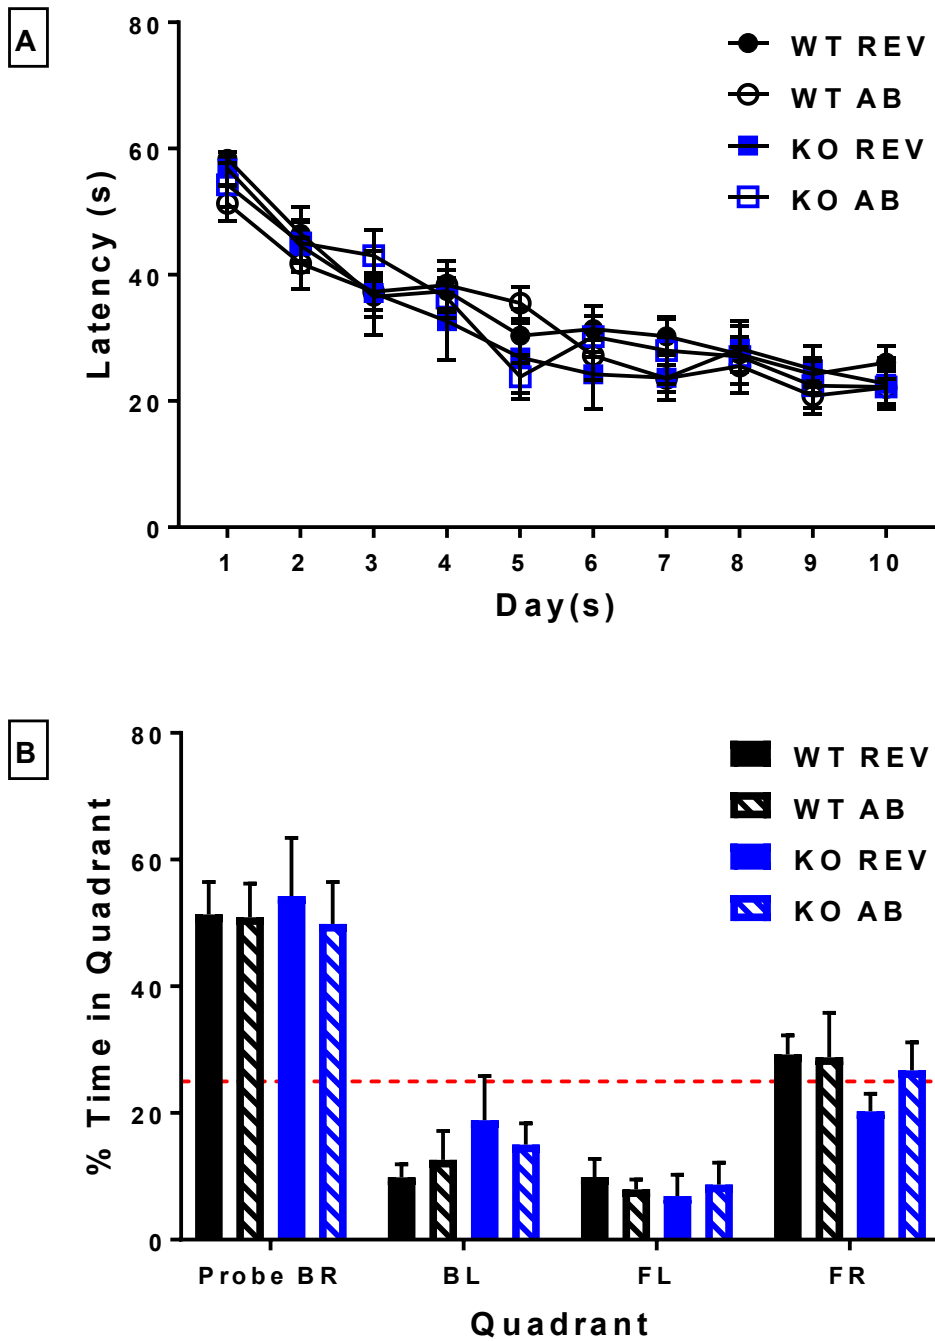 A
80
60
40
20
0
Latency (s)
WT REV
WT AB
KO REV
KO AB
1 2 3 4 5 6 7 8 9 10
Day(s)
B
80
60
40
20
0
% Time in Quadrant
WT REV
WT AB
KO REV
KO AB
Probe BR BL FL FR
Quadrant